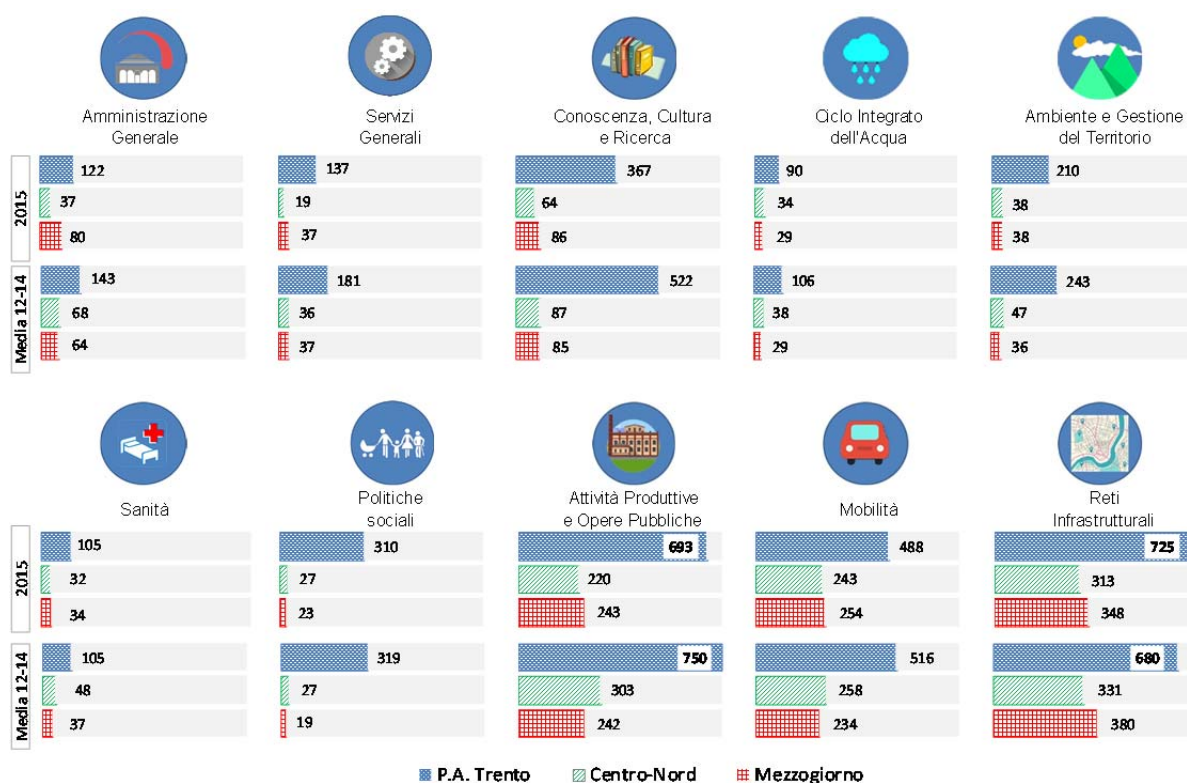 Amministrazione
Generale
Servizi
Generali
Conoscenza, Cultura
e Ricerca
Ciclo Integrato
dell'Acqua
Ambiente e Gestione
del Territorio
2015
122
37
80
137
19
37
367
64
86
90
34
29
210
38
38
Media 12-14
143
68
64
181
36
37
522
87
85
106
38
29
243
47
36
Sanità
Politiche
sociali
Attività Produttive
e Opere Pubbliche
Mobilità
Reti
Infrastrutturali
2015
105
32
34
310
27
23
693
220
243
488
243
254
725
313
348
Media 12-14
105
48
37
319
27
19
750
303
242
516
258
234
680
331
380
P.A. Trento
Centro-Nord
Mezzogiorno